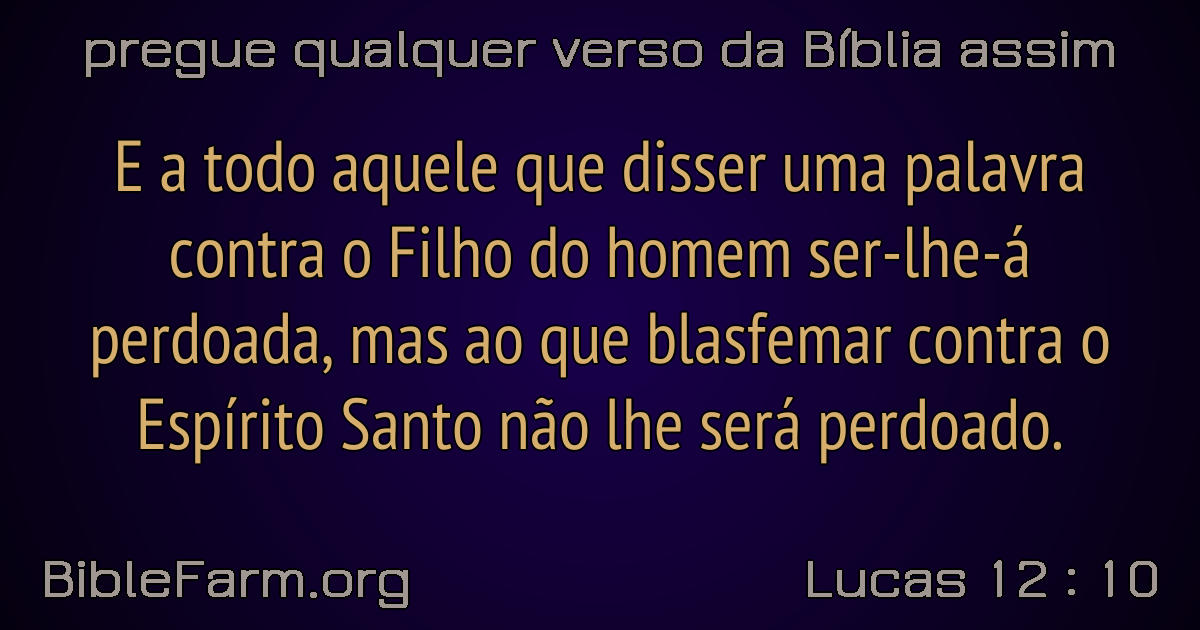 pregue qualquer verso da Bíblia assim
E a todo aquele que disser uma palavra
contra o Filho do homem ser-lhe-á
perdoada, mas ao que blasfemar contra o
Espírito Santo não lhe será perdoado.
BibleFarm.org
Lucas 12 : 10